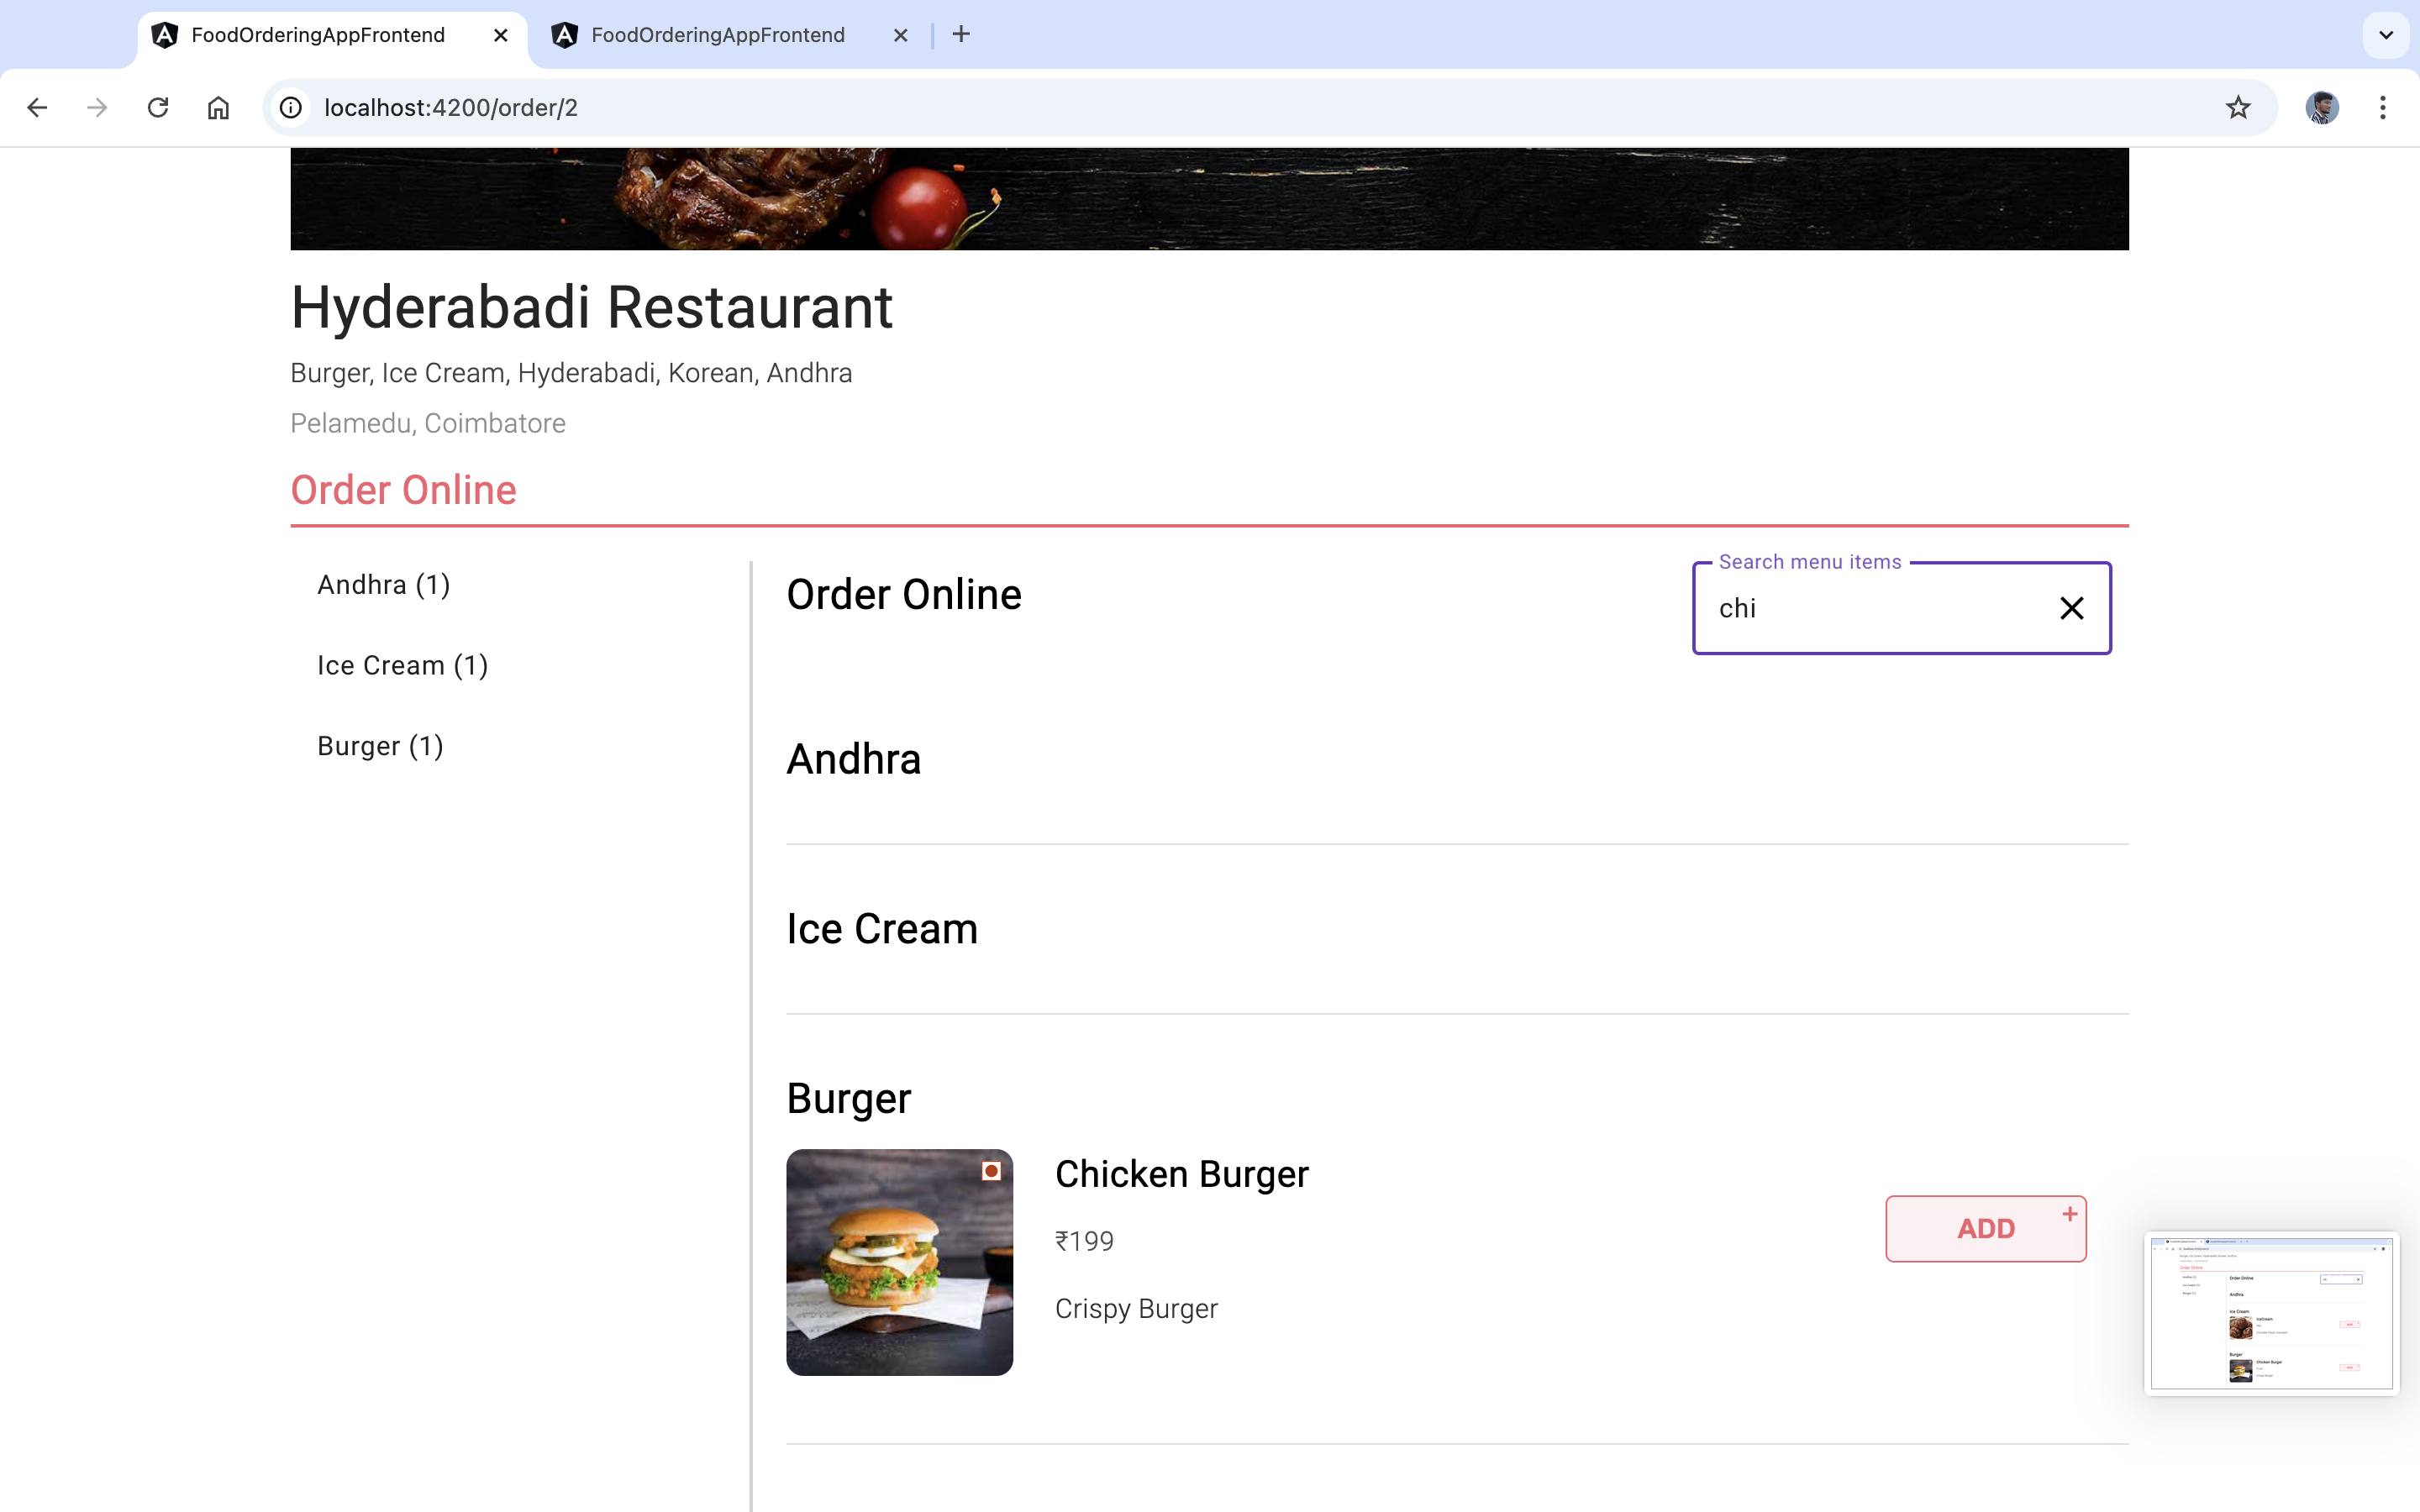 FoodOrderingAppFrontend
FoodOrderingAppFrontend
localhost:4200/order/2
Hyderabadi Restaurant
Burger, Ice Cream, Hyderabadi, Korean, Andhra
Pelamedu, Coimbatore
Order Online
Andhra (1)
Ice Cream (1)
Burger (1)
Order Online
Search menu items
chi
Andhra
Ice Cream
Burger
Chicken Burger
₹199
Crispy Burger
ADD +